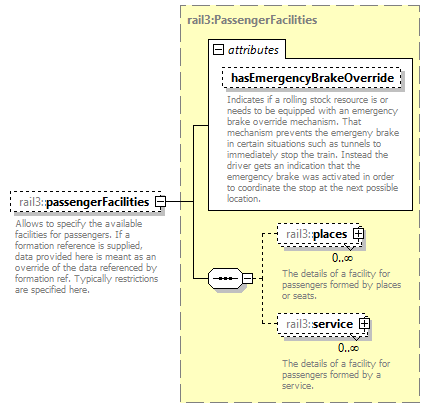 rail3:PassengerFacilities
attributes
hasEmergencyBrakeOverride
Indicates if a rolling stock resource is or
needs to be equipped with an emergency
brake override mechanism. That
mechanism prevents the emergeny brake
in certain situations such as tunnels to
immediately stop the train. Instead the
driver gets an indication that the
emergency brake was activated in order
to coordinate the stop at the next possible
location.
rail3::passengerFacilities
Allows to specify the available
facilities for passengers. If a
formation reference is supplied,
data provided here is meant as an
override of the data referenced by
formation ref. Typically restrictions
are specified here.
rail3::places
0..∞
The details of a facility for
passengers formed by places
or seats.
rail3::service
0..∞
The details of a facility for
passengers formed by a
service.